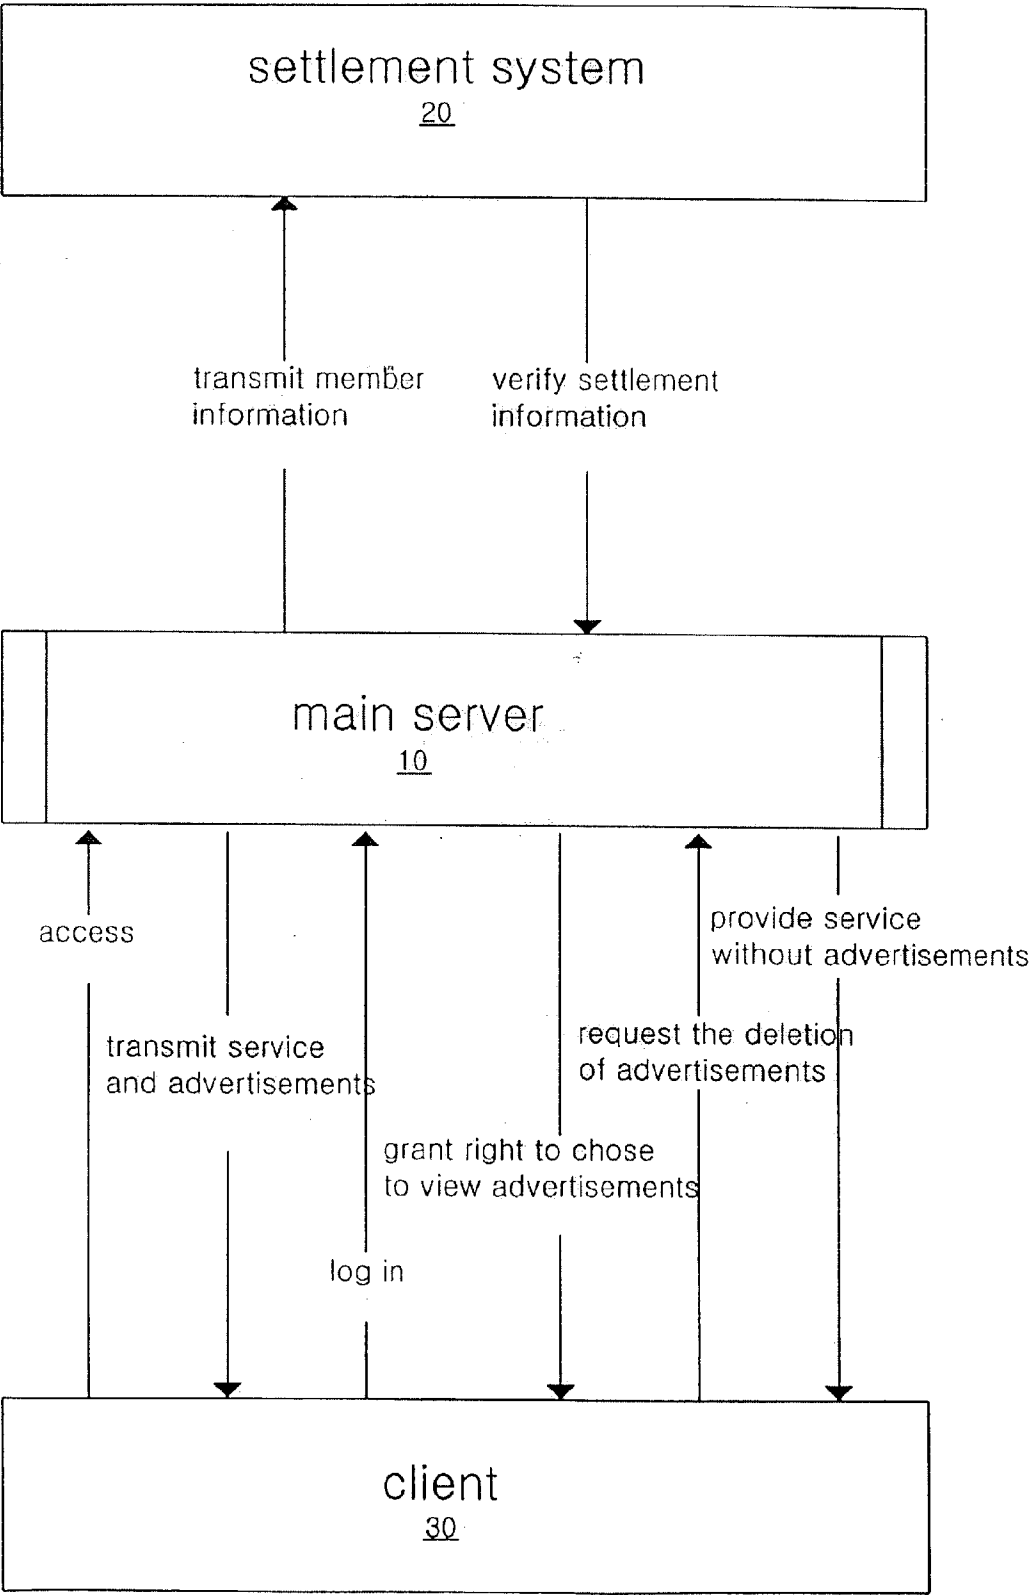 settlement system
20
transmit member
information
verify settlement
information
main server
10
access
provide service
without advertisements
transmit service
and advertisements
request the deletion
of advertisements
grant right to chose
to view advertisements
log in
client
30